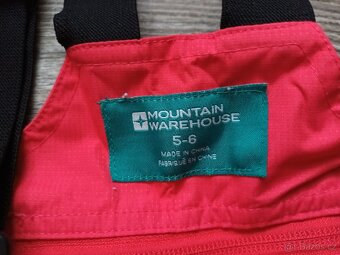 MOUNTAIN
WAREHOUSE
5-6
MADE IN CHINA
FABRIQUÉ EN CHINE